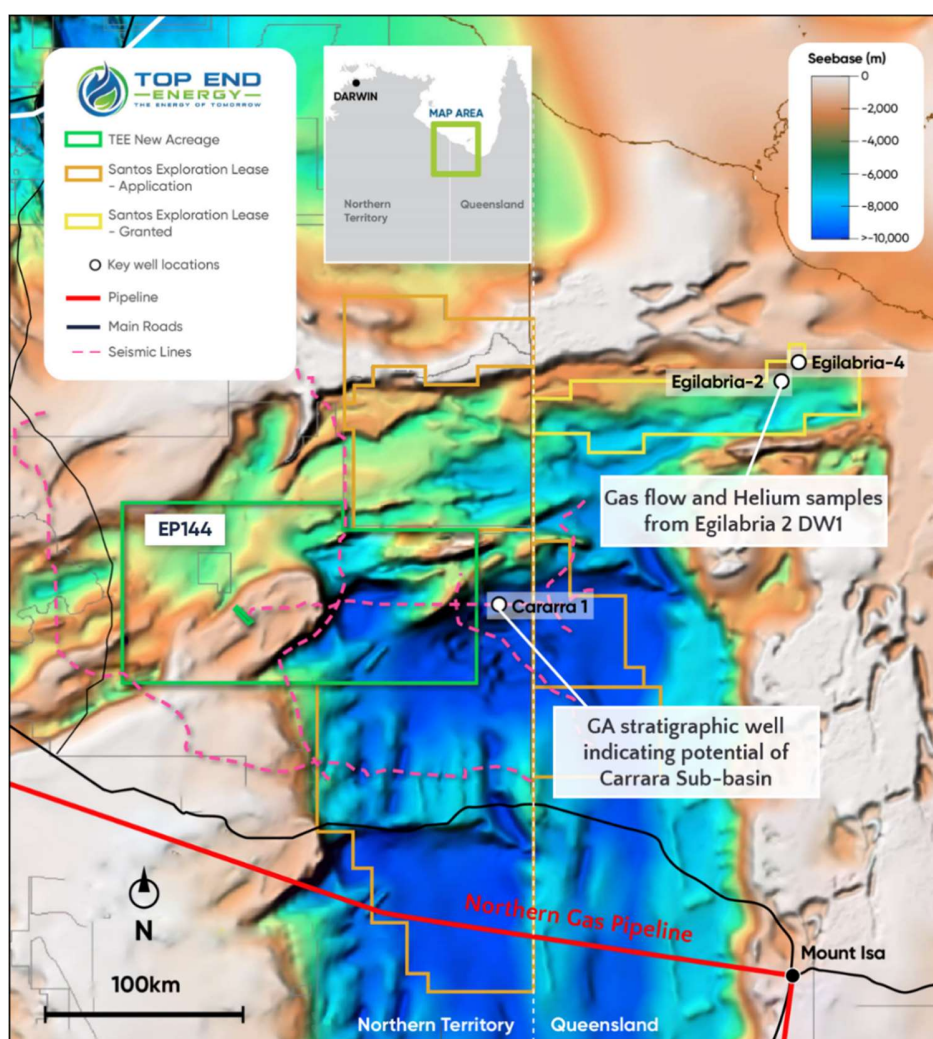 TOP END
ENERGY
THE ENERGY OF TOMORROW
TEE New Acreage
Santos Exploration Lease
- Application
Santos Exploration Lease
- Granted
Key well locations
Pipeline
Main Roads
Seismic Lines
DARWIN
MAP AREA
Northern
Territory
Queensland
Seebase (m)
0
-2,000
-4,000
-6,000
-8,000
>-10,000
Egilabria-4
Egilabria-2
Gas flow and Helium samples
from Egilabria 2 DW1
EP144
Cararra 1
GA stratigraphic well
indicating potential of
Carrara Sub-basin
Northern Gas Pipeline
Mount Isa
N
100km
Northern Territory
Queensland